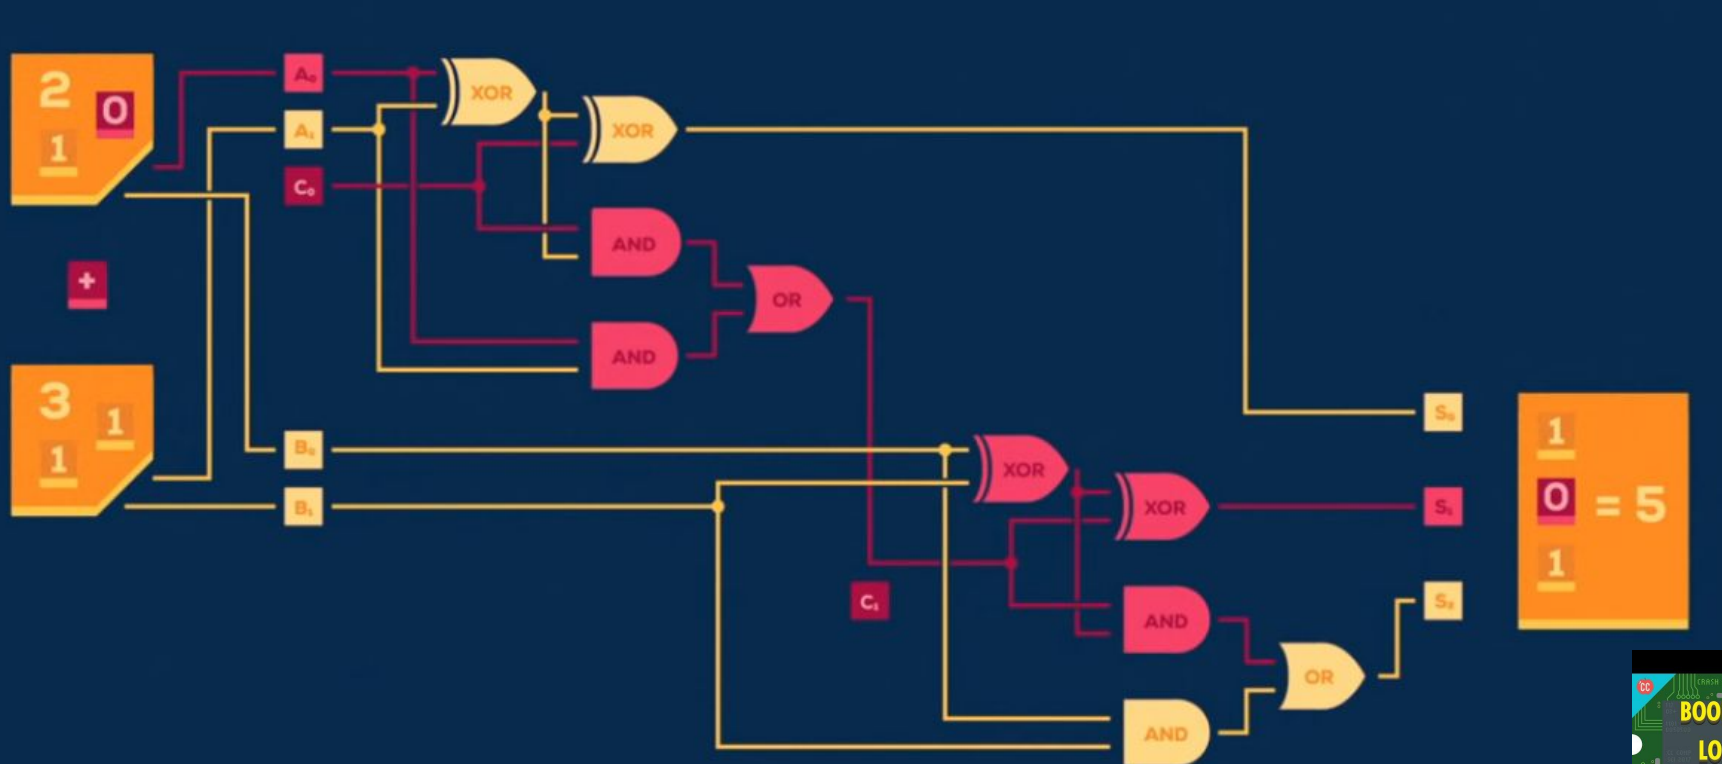 2
0
1
+
3
1
1
A₀
A₁
C₀
B₀
B₁
XOR
XOR
AND
AND
OR
C₁
XOR
XOR
AND
AND
OR
S₀
S₁
S₂
1
0 = 5
1
CC
CRASH
BOO
LO